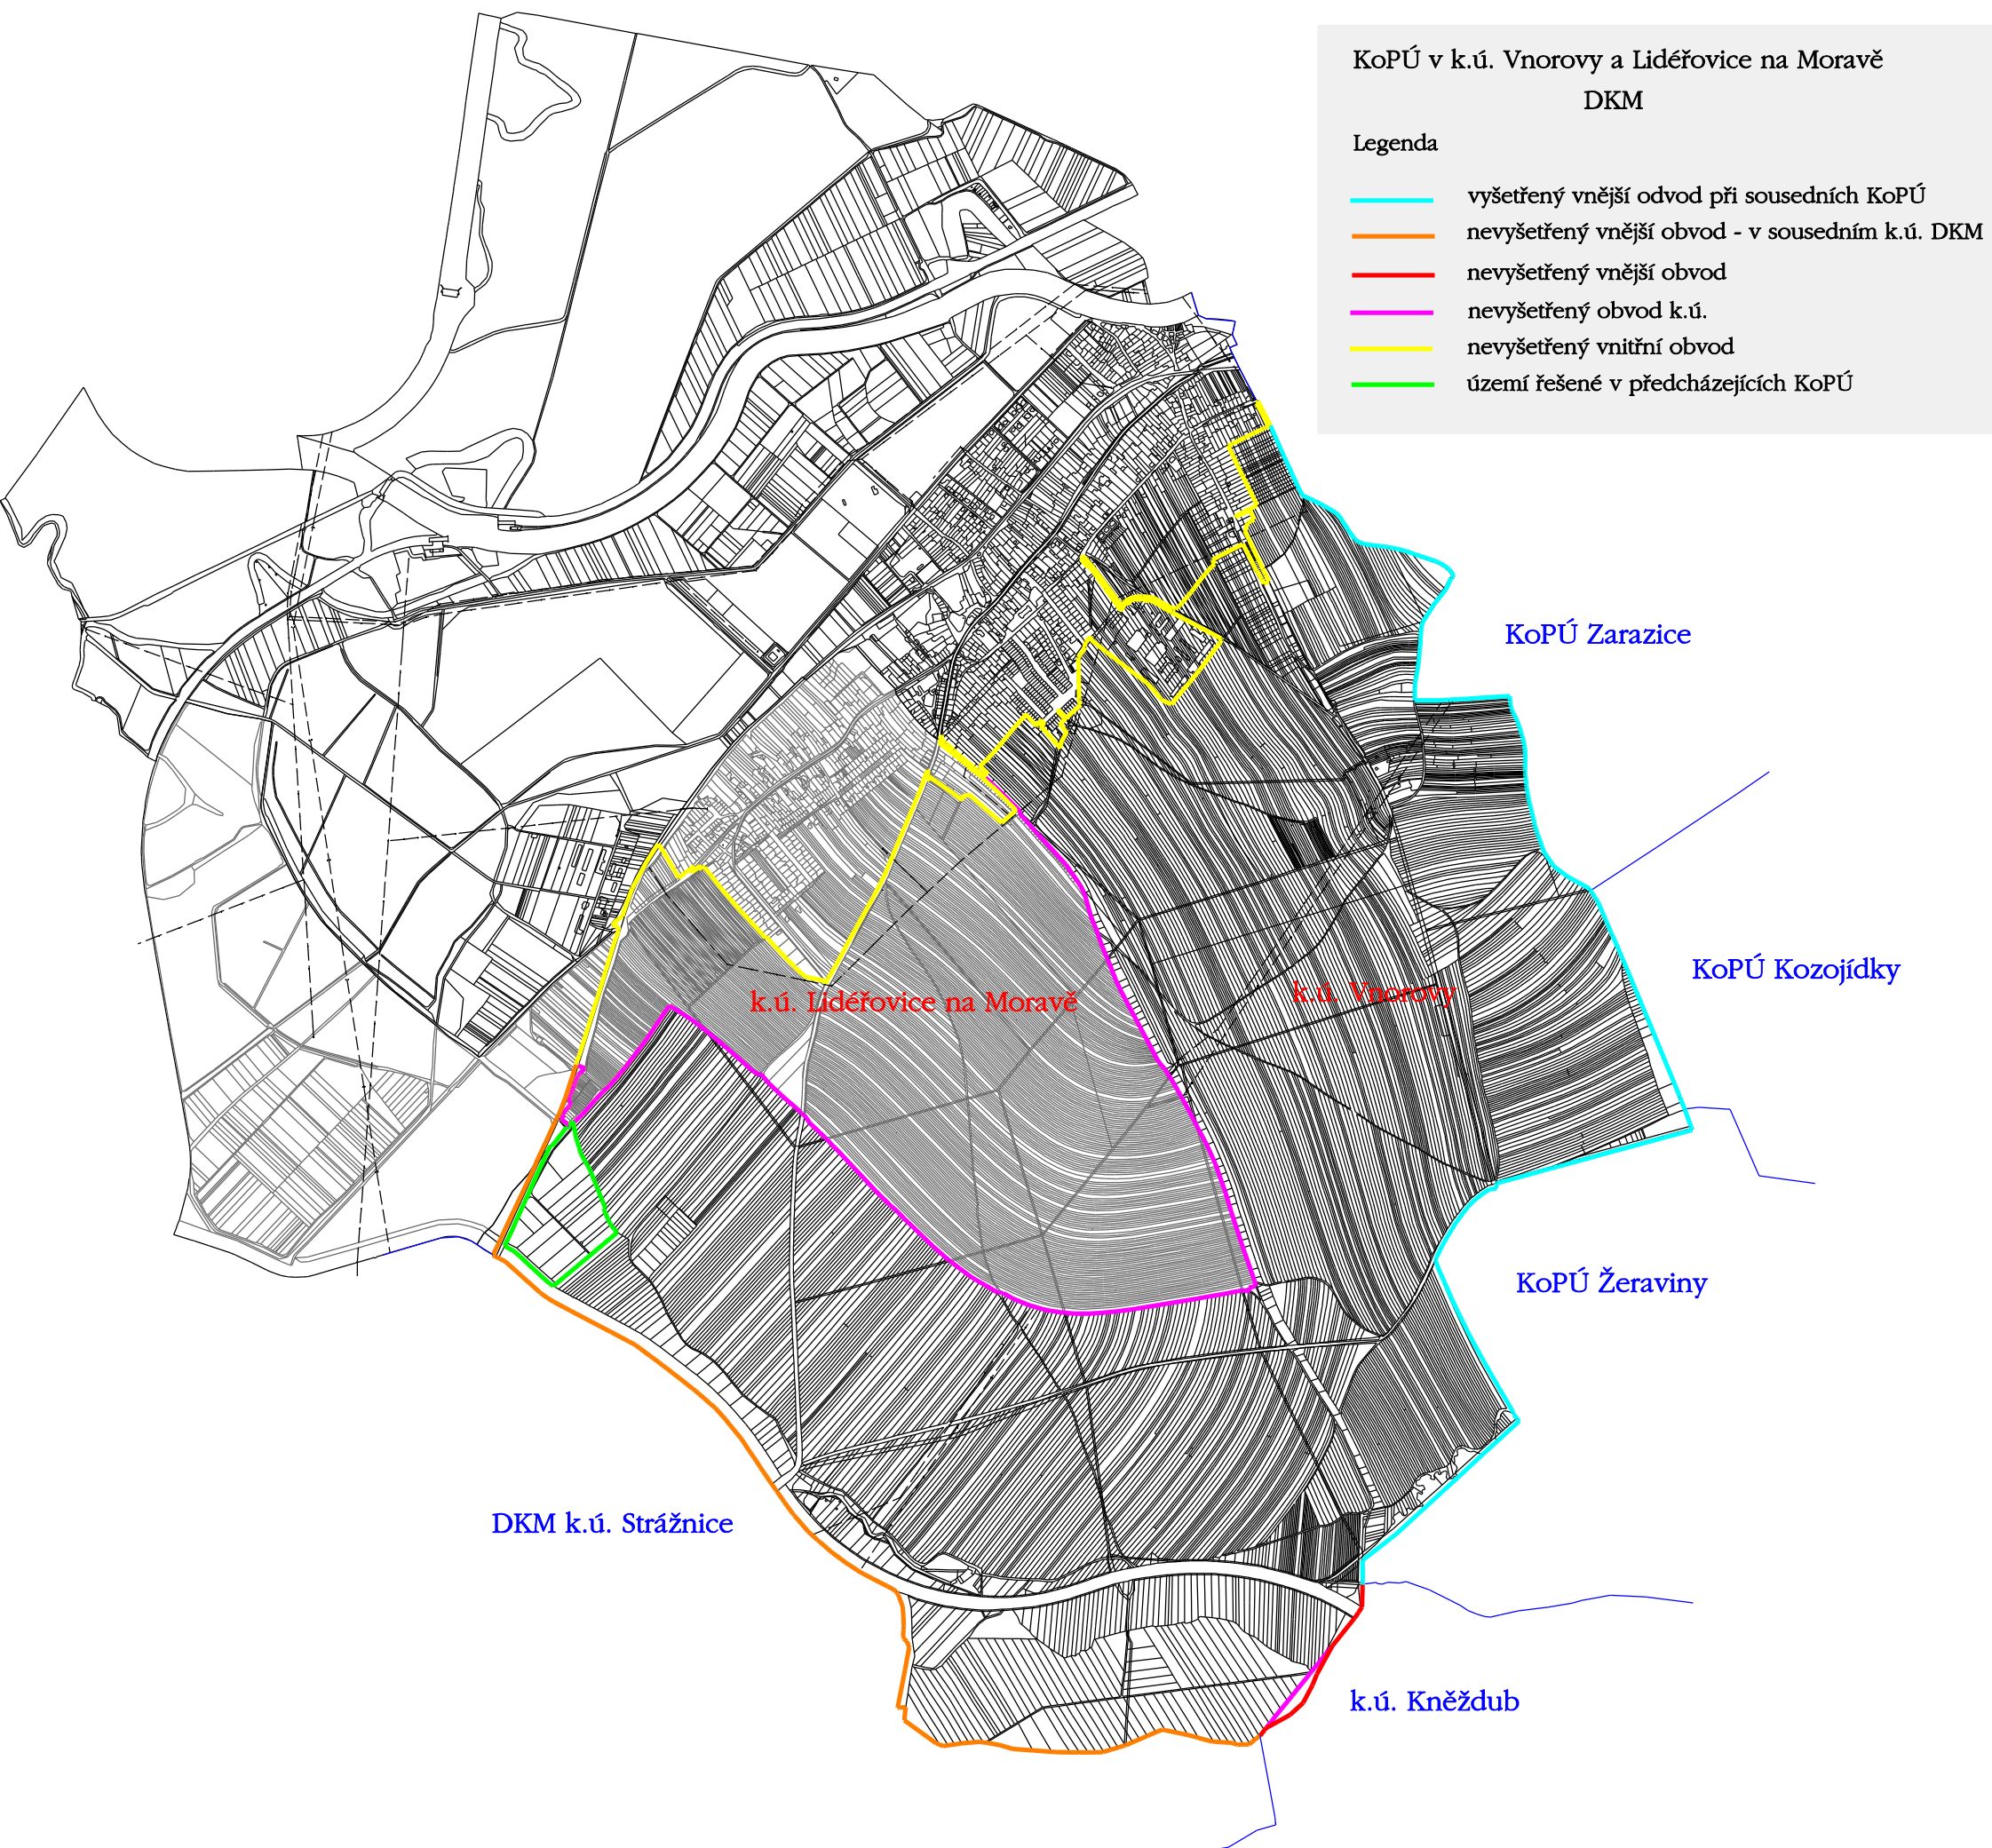 KoPÚ v k.ú. Vnorovy a Lidéřovice na Moravě
DKM
Legenda
vyšetřený vnější odvod při sousedních KoPÚ
nevyšetřený vnější obvod - v sousedním k.ú. DKM
nevyšetřený vnější obvod
nevyšetřený obvod k.ú.
nevyšetřený vnitřní obvod
území řešené v předcházejících KoPÚ
KoPÚ Zarazice
KoPÚ Kozojídky
k.ú. Lidéřovice na Moravě
k.ú. Vnorovy
KoPÚ Žeraviny
DKM k.ú. Strážnice
k.ú. Kněždub